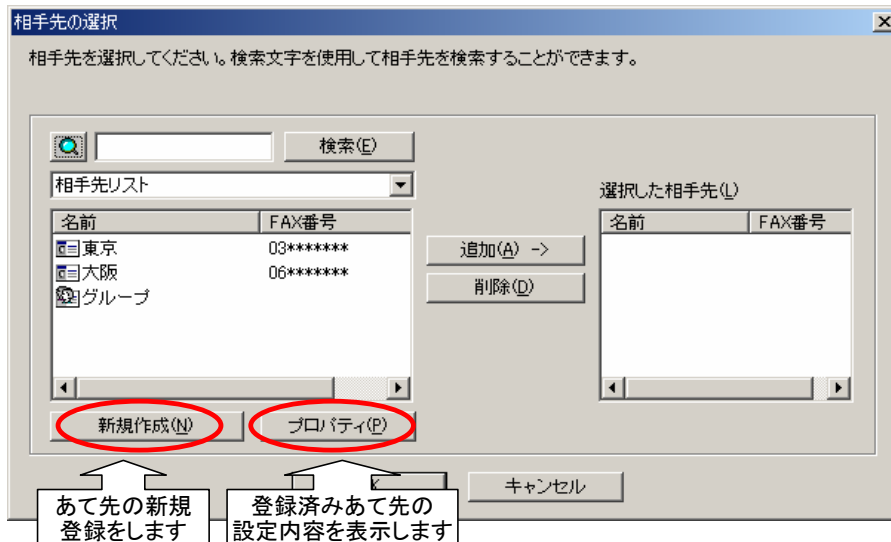 相手先の選択
相手先を選択してください。検索文字を使用して相手先を検索することができます。
検索(E)
相手先リスト
選択した相手先(L)
名前 FAX番号
東京 03*******
大阪 06*******
グループ
追加(A) ->
削除(D)
名前 FAX番号
新規作成(N) プロパティ(P)
キャンセル
あて先の新規
登録をします
登録済みあて先の
設定内容を表示します